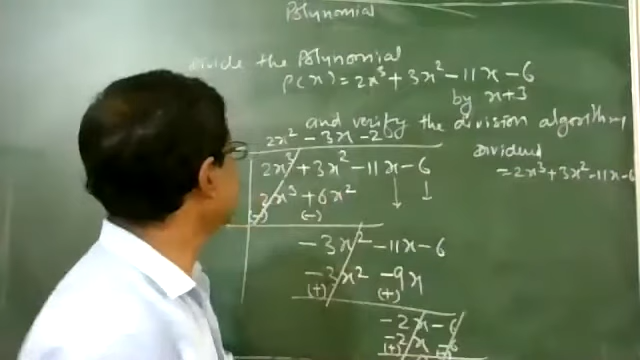 Polynomial
divide the Polynomial
P(x) = 2x³ + 3x² - 11x - 6
by x+3
and verify the division algorithm,
2x² - 3x - 2
Dividend
2x³ + 3x² - 11x - 6
= 2x³ + 3x² - 11x - 6
2x³ + 6x²
(-) (-)
- 3x² - 11x - 6
- 3x² - 9x
(+) (+)
- 2x - 6
- 2x - 6
(+) (+)